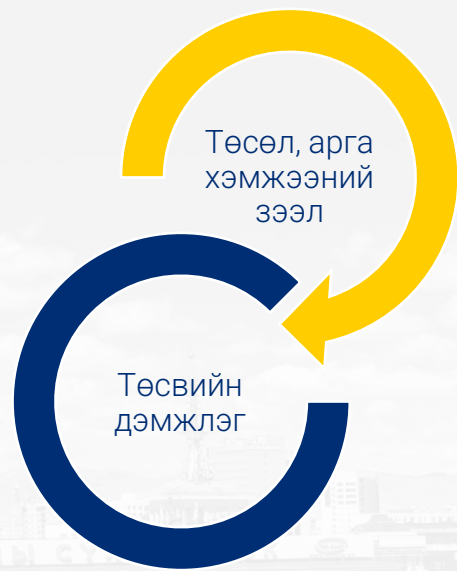 Төсөл, арга
хэмжээний
зээл
Төсвийн
дэмжлэг